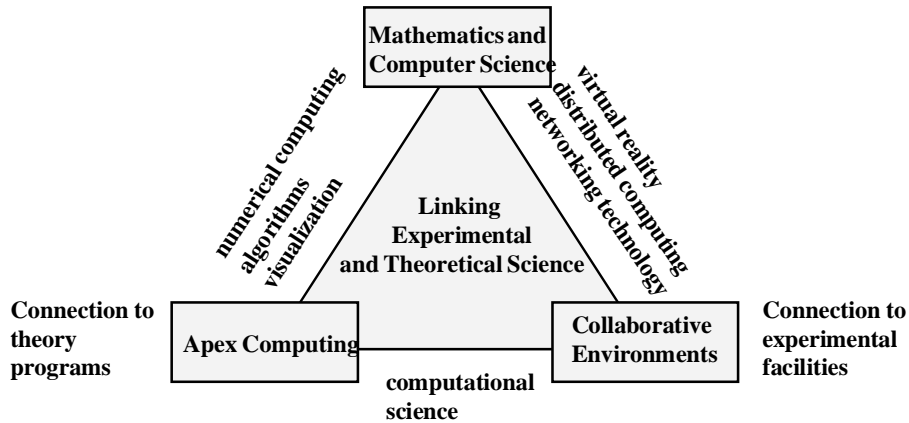 Mathematics and
Computer Science
numerical computing
algorithms
visualization
virtual reality
distributed computing
networking technology
Linking
Experimental
and Theoretical Science
Connection to
theory
programs
Apex Computing
Collaborative
Environments
Connection to
experimental
facilities
computational
science